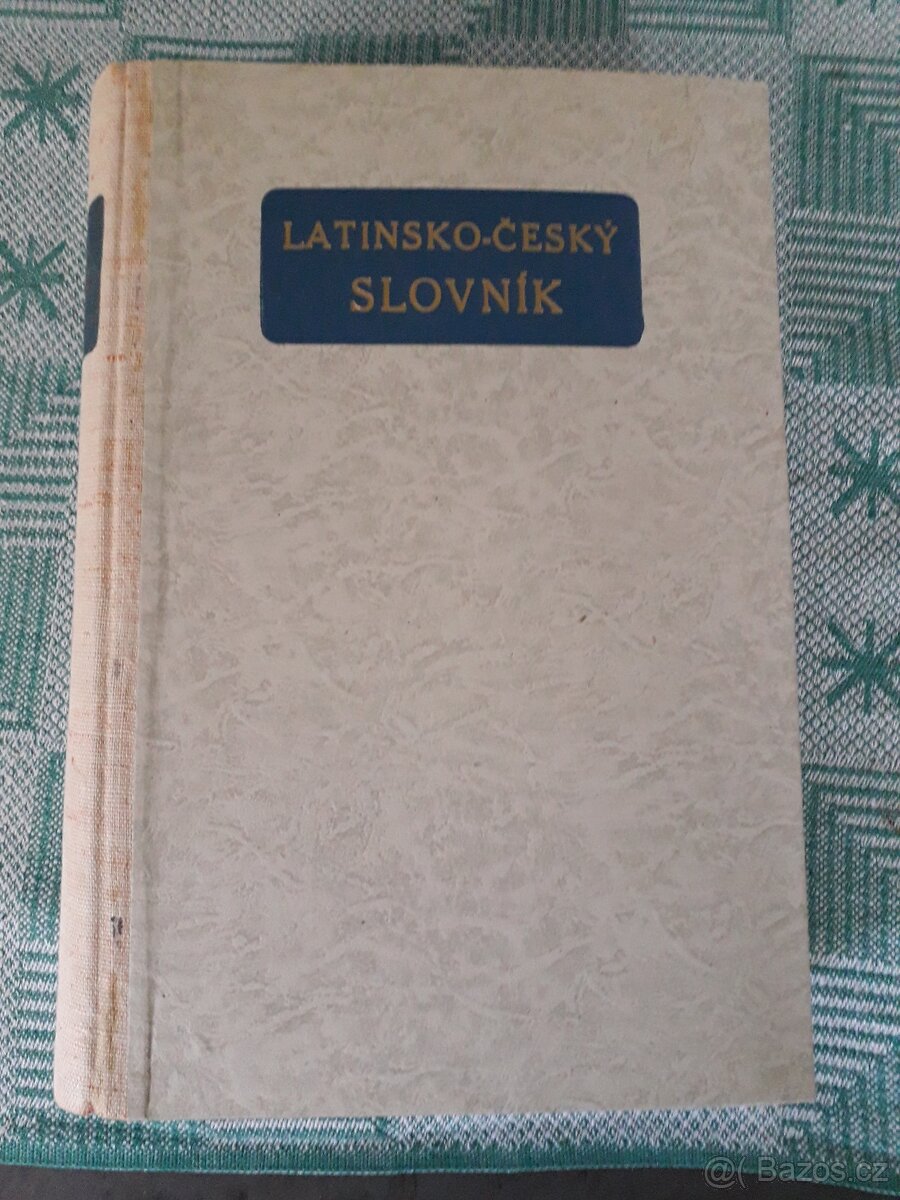 LATINSKO-ČESKÝ
SLOVNÍK
@( Bazos.cz